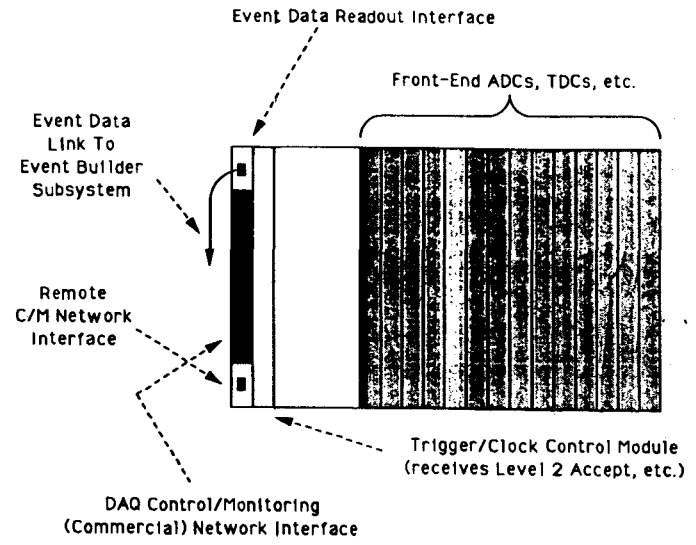 Event Data Readout Interface
Front-End ADCs, TDCs, etc.
Event Data
Link To
Event Builder
Subsystem
Remote
C/M Network
Interface
Trigger/Clock Control Module
(receives Level 2 Accept, etc.)
DAQ Control/Monitoring
(Commercial) Network Interface